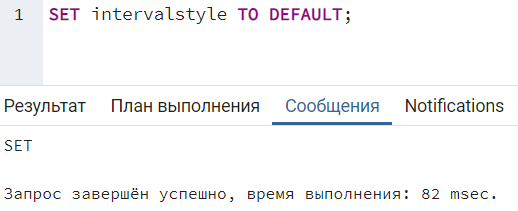 1 SET intervalstyle TO DEFAULT;
Результат План выполнения Сообщения Notifications
SET
Запрос завершён успешно, время выполнения: 82 msec.